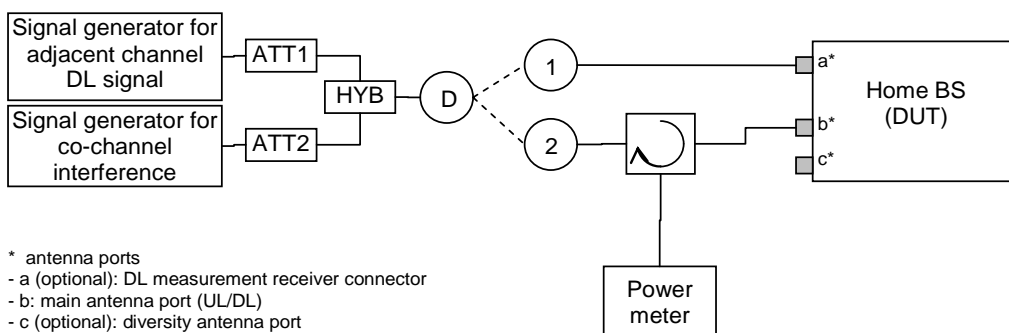 Signal generator for
adjacent channel
DL signal
ATT1
Signal generator for
co-channel
interference
ATT2
HYB
D
1
2
a*
b*
c*
Home BS
(DUT)
Power
meter
* antenna ports
- a (optional): DL measurement receiver connector
- b: main antenna port (UL/DL)
- c (optional): diversity antenna port